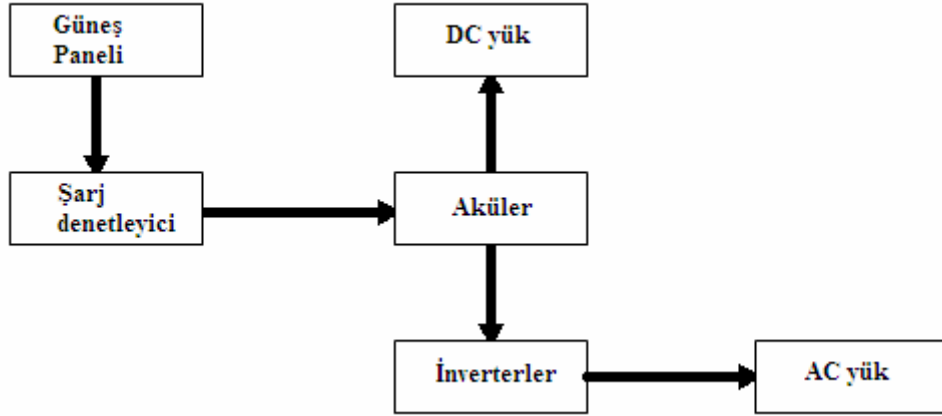 Güneş
Paneli
DC yük
Şarj
denetleyici
Aküler
İnverterler
AC yük